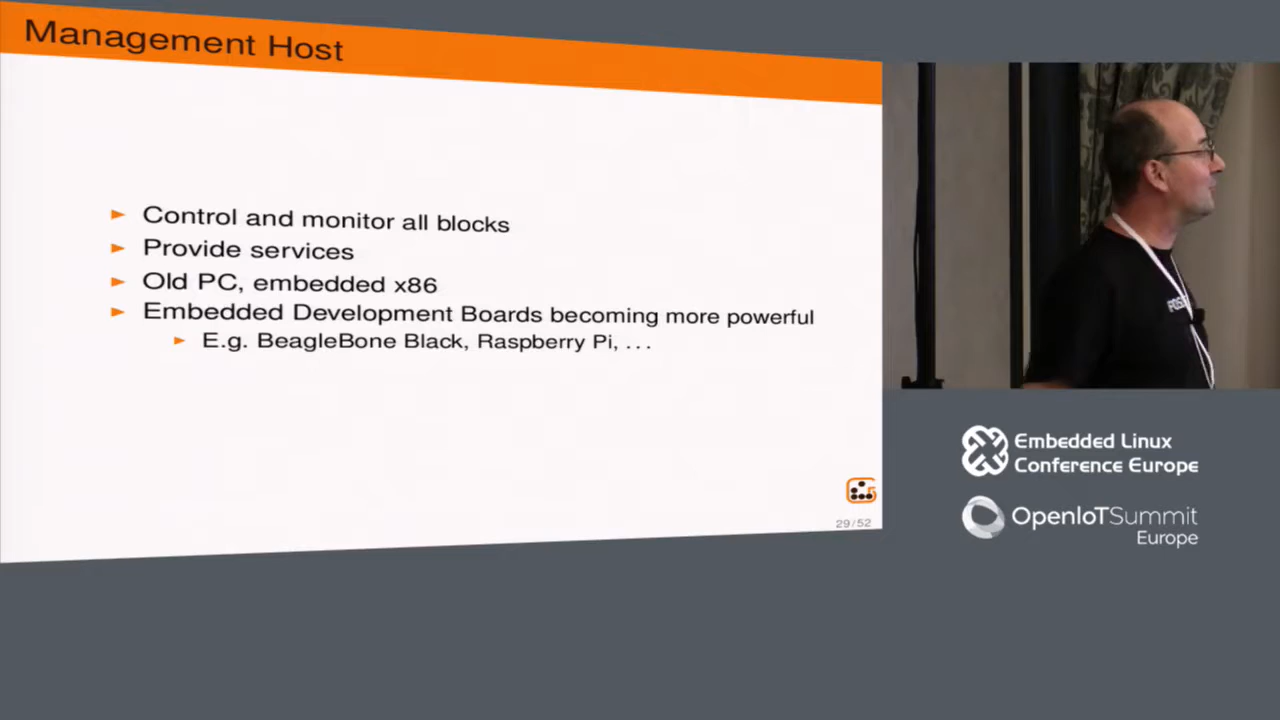 Management Host
Control and monitor all blocks
Provide services
Old PC, embedded x86
Embedded Development Boards becoming more powerful
E.g. BeagleBone Black, Raspberry Pi, ...
29/52
Embedded Linux
Conference Europe
OpenIoTSummit
Europe